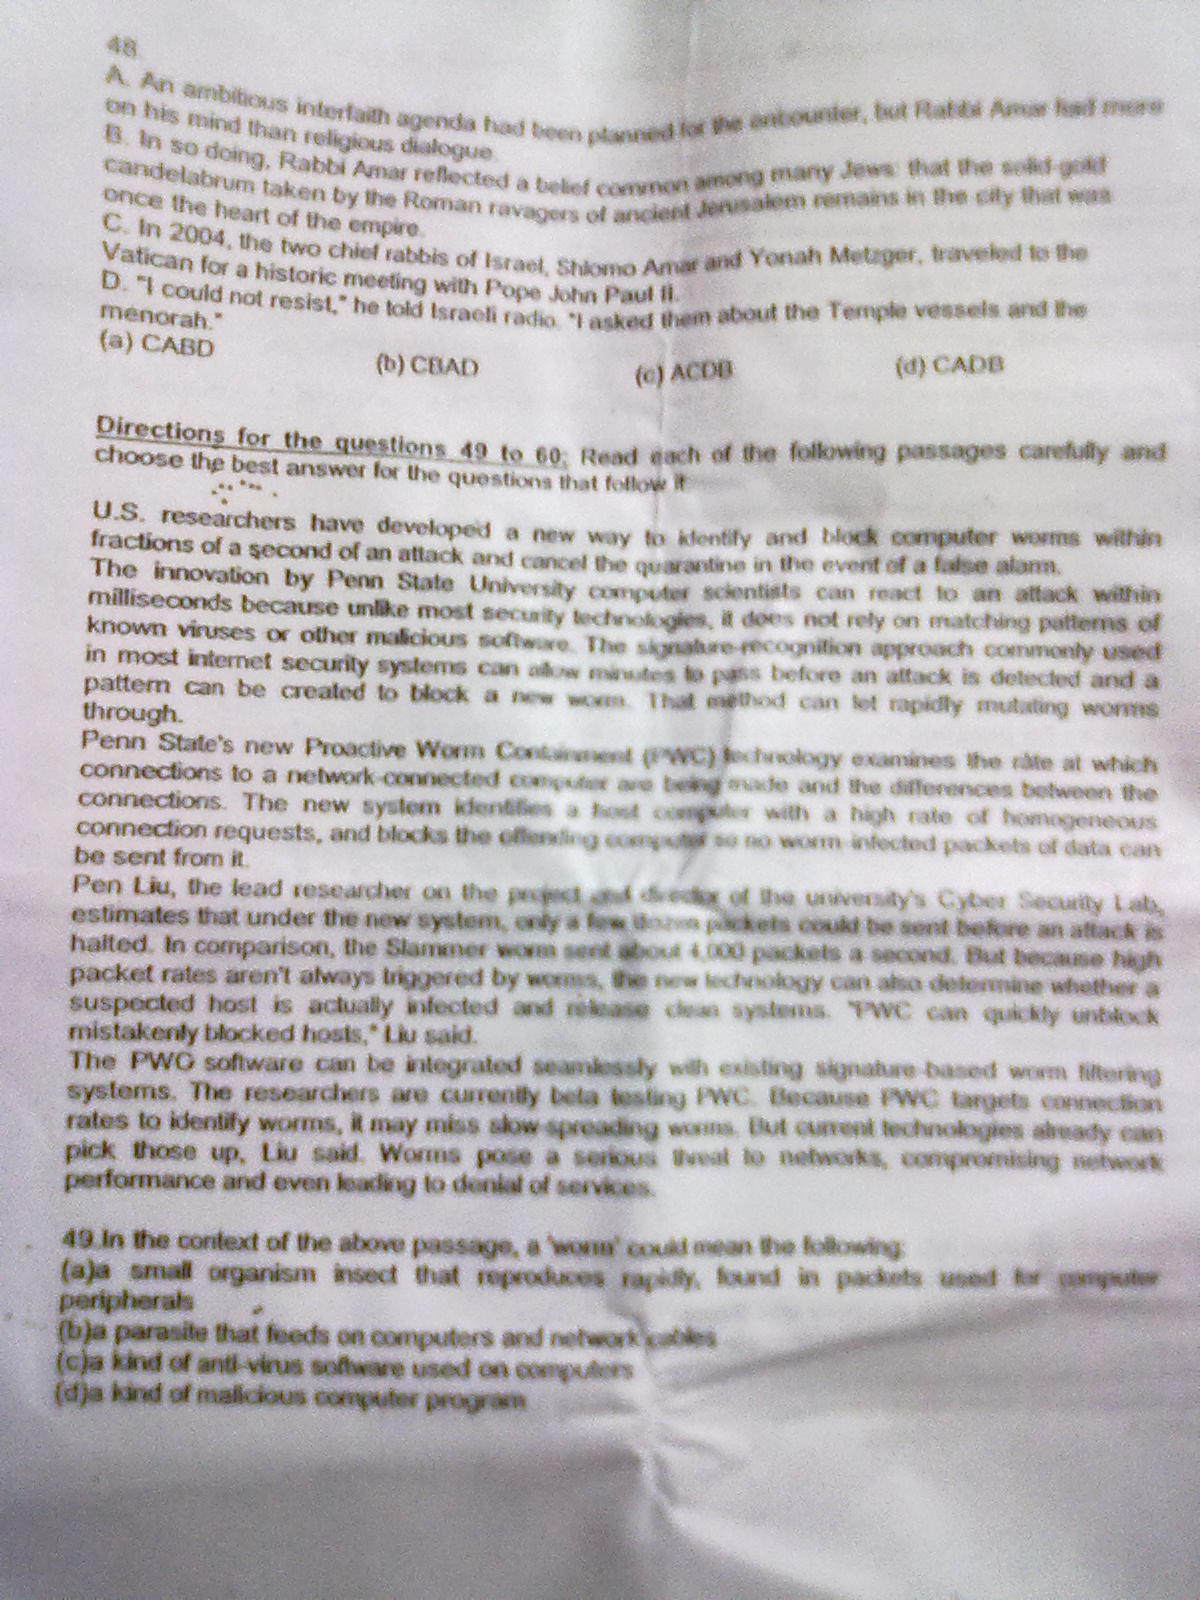 48.
A. An ambitious interfaith agenda had been planned for the encounter, but Rabbi Amar had more
on his mind than religious dialogue.
B. In so doing, Rabbi Amar reflected a belief common among many Jews: that the solid-gold
candelabrum taken by the Roman ravagers of ancient Jerusalem remains in the city that was
once the heart of the empire.
C. In 2004, the two chief rabbis of Israel, Shlomo Amar and Yonah Metzger, traveled to the
Vatican for a historic meeting with Pope John Paul II.
D. "I could not resist," he told Israeli radio. "I asked them about the Temple vessels and the
menorah."
(a) CABD (b) CBAD (c) ACDB (d) CADB
Directions for the questions 49 to 60: Read each of the following passages carefully and
choose the best answer for the questions that follow it
U.S. researchers have developed a new way to identify and block computer worms within
fractions of a second of an attack and cancel the quarantine in the event of a false alarm.
The innovation by Penn State University computer scientists can react to an attack within
milliseconds because unlike most security technologies, it does not rely on matching patterns of
known viruses or other malicious software. The signature-recognition approach commonly used
in most internet security systems can allow minutes to pass before an attack is detected and a
pattern can be created to block a new worm. That method can let rapidly mutating worms
through.
Penn State's new Proactive Worm Containment (PWC) technology examines the rate at which
connections to a network-connected computer are being made and the differences between the
connections. The new system identifies a host computer with a high rate of homogeneous
connection requests, and blocks the offending computer so no worm-infected packets of data can
be sent from it.
Pen Liu, the lead researcher on the project and director of the university's Cyber Security Lab,
estimates that under the new system, only a few dozen packets could be sent before an attack is
halted. In comparison, the Slammer worm sent about 4,000 packets a second. But because high
packet rates aren't always triggered by worms, the new technology can also determine whether a
suspected host is actually infected and release clean systems. "PWC can quickly unblock
mistakenly blocked hosts," Liu said.
The PWC software can be integrated seamlessly with existing signature-based worm filtering
systems. The researchers are currently beta testing PWC. Because PWC targets connection
rates to identify worms, it may miss slow-spreading worms. But current technologies already can
pick those up, Liu said. Worms pose a serious threat to networks, compromising network
performance and even leading to denial of services.
49.In the context of the above passage, a 'worm' could mean the following:
(a)a small organism insect that reproduces rapidly, found in packets used for computer
peripherals
(b)a parasite that feeds on computers and network cables
(c)a kind of anti-virus software used on computers
(d)a kind of malicious computer program